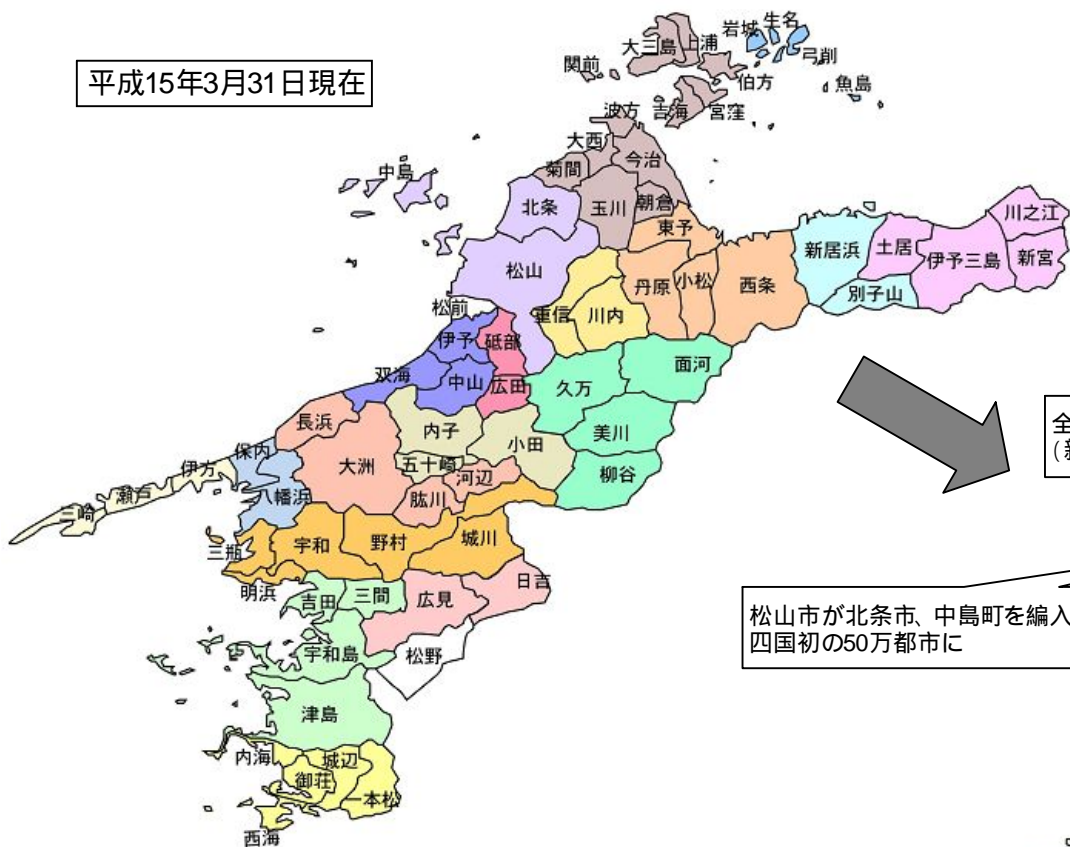 平成15年3月31日現在
岩城
生名
大三島
上浦
弓削
関前
伯方
魚島
波方
吉海
宮窪
大西
今治
菊間
中島
北条
玉川
朝倉
東予
川之江
新居浜
土居
伊予三島
新宮
松山
丹原
小松
西条
別子山
松前
重信
川内
伊予
砥部
双海
中山
広田
久万
面河
長浜
内子
小田
美川
保内
大洲
五十崎
河辺
柳谷
伊方
瀬戸
八幡浜
肱川
三崎
三瓶
宇和
野村
城川
明浜
吉田
三間
広見
日吉
宇和島
松野
津島
内海
城辺
御荘
一本松
西海
全
（新
松山市が北条市、中島町を編入
四国初の50万都市に